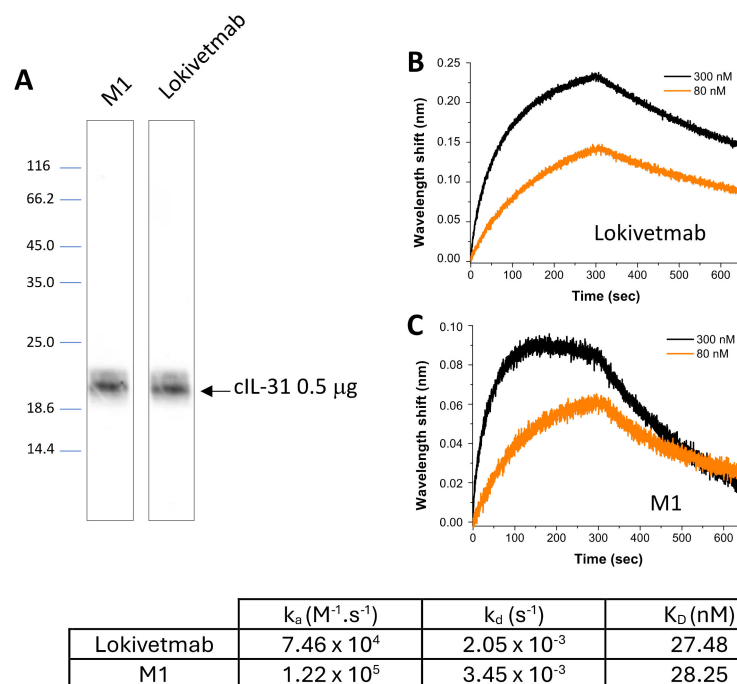 A
M1
Lokivetmab
116
66.2
45.0
35.0
25.0
18.6
14.4
cIL-31 0.5 µg
B
0.25
0.20
0.15
0.10
0.05
0.00
Wavelength shift (nm)
300 nM
80 nM
Lokivetmab
0 100 200 300 400 500 600
Time (sec)
C
0.10
0.08
0.06
0.04
0.02
0.00
Wavelength shift (nm)
300 nM
80 nM
M1
0 100 200 300 400 500 600
Time (sec)
kₐ (M⁻¹.s⁻¹) k_d (s⁻¹) K_D (nM)
Lokivetmab 7.46 x 10⁴ 2.05 x 10⁻³ 27.48
M1 1.22 x 10⁵ 3.45 x 10⁻³ 28.25